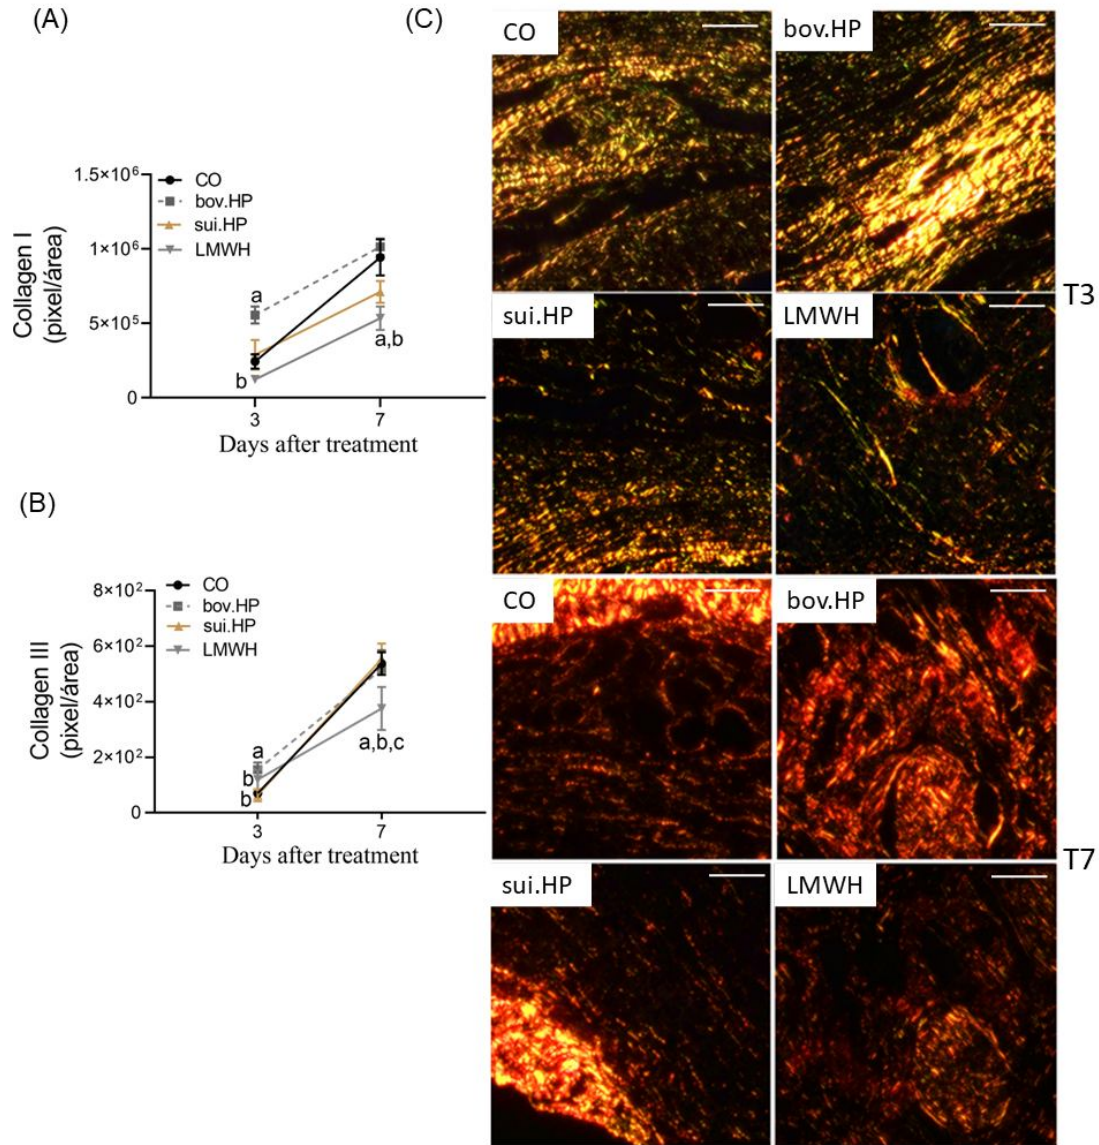 (A)
1.5×10⁶
1×10⁶
5×10⁵
0
Collagen I
(pixel/área)
CO
bov.HP
sui.HP
LMWH
a
b
a,b
3
7
Days after treatment
(B)
8×10²
6×10²
4×10²
2×10²
0
Collagen III
(pixel/área)
CO
bov.HP
sui.HP
LMWH
a
b
b
a,b,c
3
7
Days after treatment
(C)
CO
bov.HP
sui.HP
LMWH
T3
CO
bov.HP
sui.HP
LMWH
T7